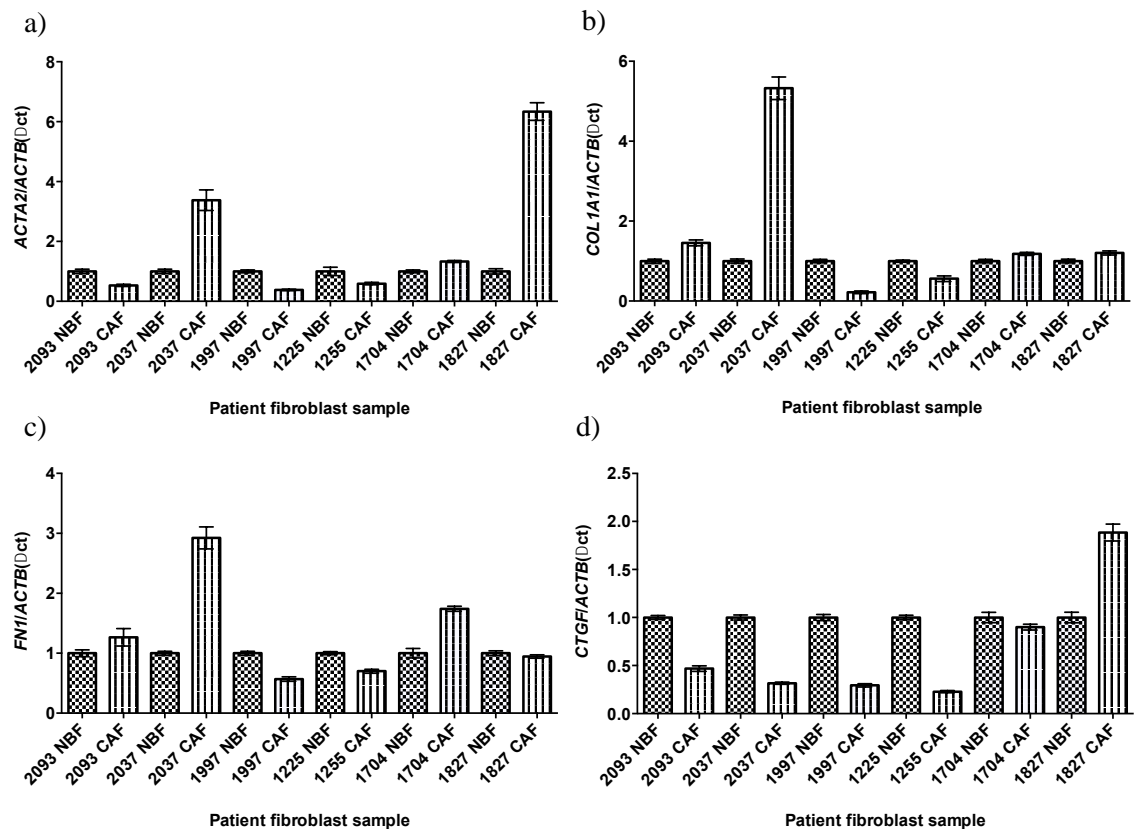 a)
ACTA2/ACTB(Dct)
8
6
4
2
0
2093 NBF
2093 CAF
2037 NBF
2037 CAF
1997 NBF
1997 CAF
1225 NBF
1255 CAF
1704 NBF
1704 CAF
1827 NBF
1827 CAF
Patient fibroblast sample
b)
COL1A1/ACTB(Dct)
6
4
2
0
2093 NBF
2093 CAF
2037 NBF
2037 CAF
1997 NBF
1997 CAF
1225 NBF
1255 CAF
1704 NBF
1704 CAF
1827 NBF
1827 CAF
Patient fibroblast sample
c)
FN1/ACTB(Dct)
4
3
2
1
0
2093 NBF
2093 CAF
2037 NBF
2037 CAF
1997 NBF
1997 CAF
1225 NBF
1255 CAF
1704 NBF
1704 CAF
1827 NBF
1827 CAF
Patient fibroblast sample
d)
CTGF/ACTB(Dct)
2.5
2.0
1.5
1.0
0.5
0.0
2093 NBF
2093 CAF
2037 NBF
2037 CAF
1997 NBF
1997 CAF
1225 NBF
1255 CAF
1704 NBF
1704 CAF
1827 NBF
1827 CAF
Patient fibroblast sample